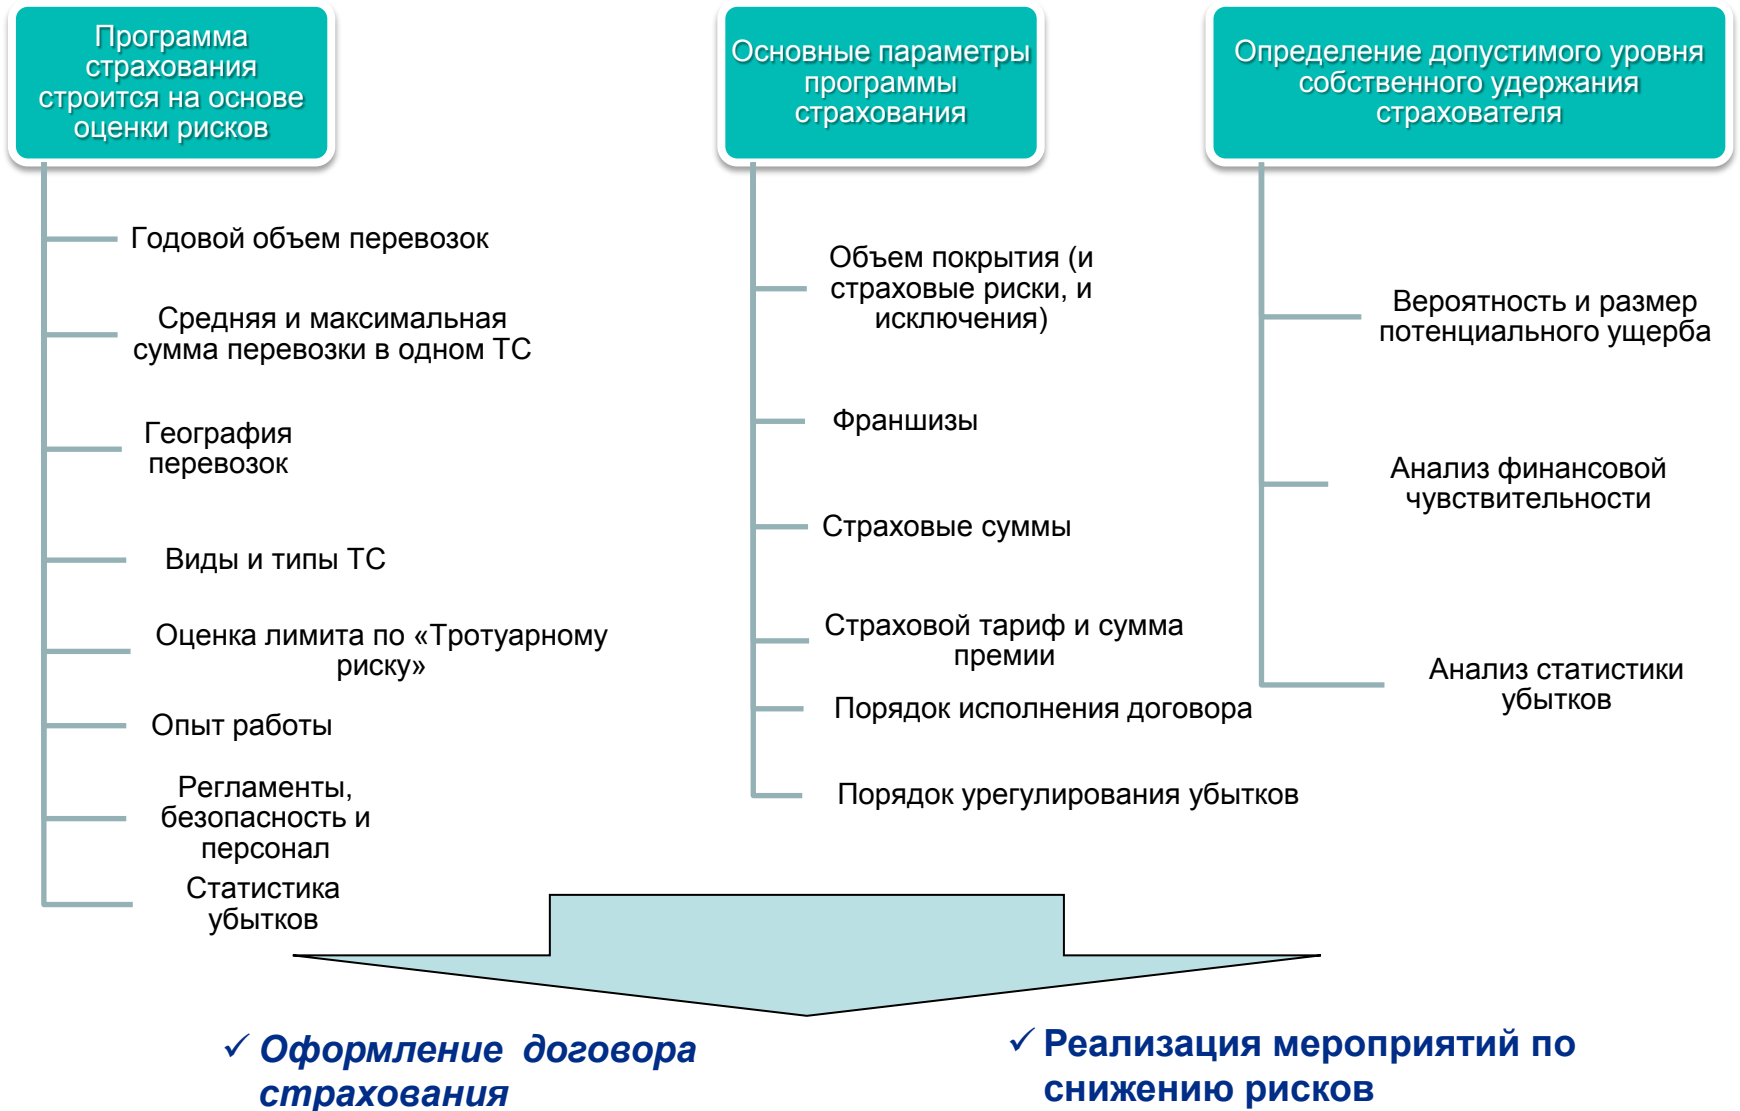 Программа
страхования
строится на основе
оценки рисков
Годовой объем перевозок
Средняя и максимальная
сумма перевозки в одном ТС
География
перевозок
Виды и типы ТС
Оценка лимита по «Тротуарному
риску»
Опыт работы
Регламенты,
безопасность и
персонал
Статистика
убытков
Основные параметры
программы
страхования
Объем покрытия (и
страховые риски, и
исключения)
Франшизы
Страховые суммы
Страховой тариф и сумма
премии
Порядок исполнения договора
Порядок урегулирования убытков
Определение допустимого уровня
собственного удержания
страхователя
Вероятность и размер
потенциального ущерба
Анализ финансовой
чувствительности
Анализ статистики
убытков
✓ Оформление договора
страхования
✓ Реализация мероприятий по
снижению рисков